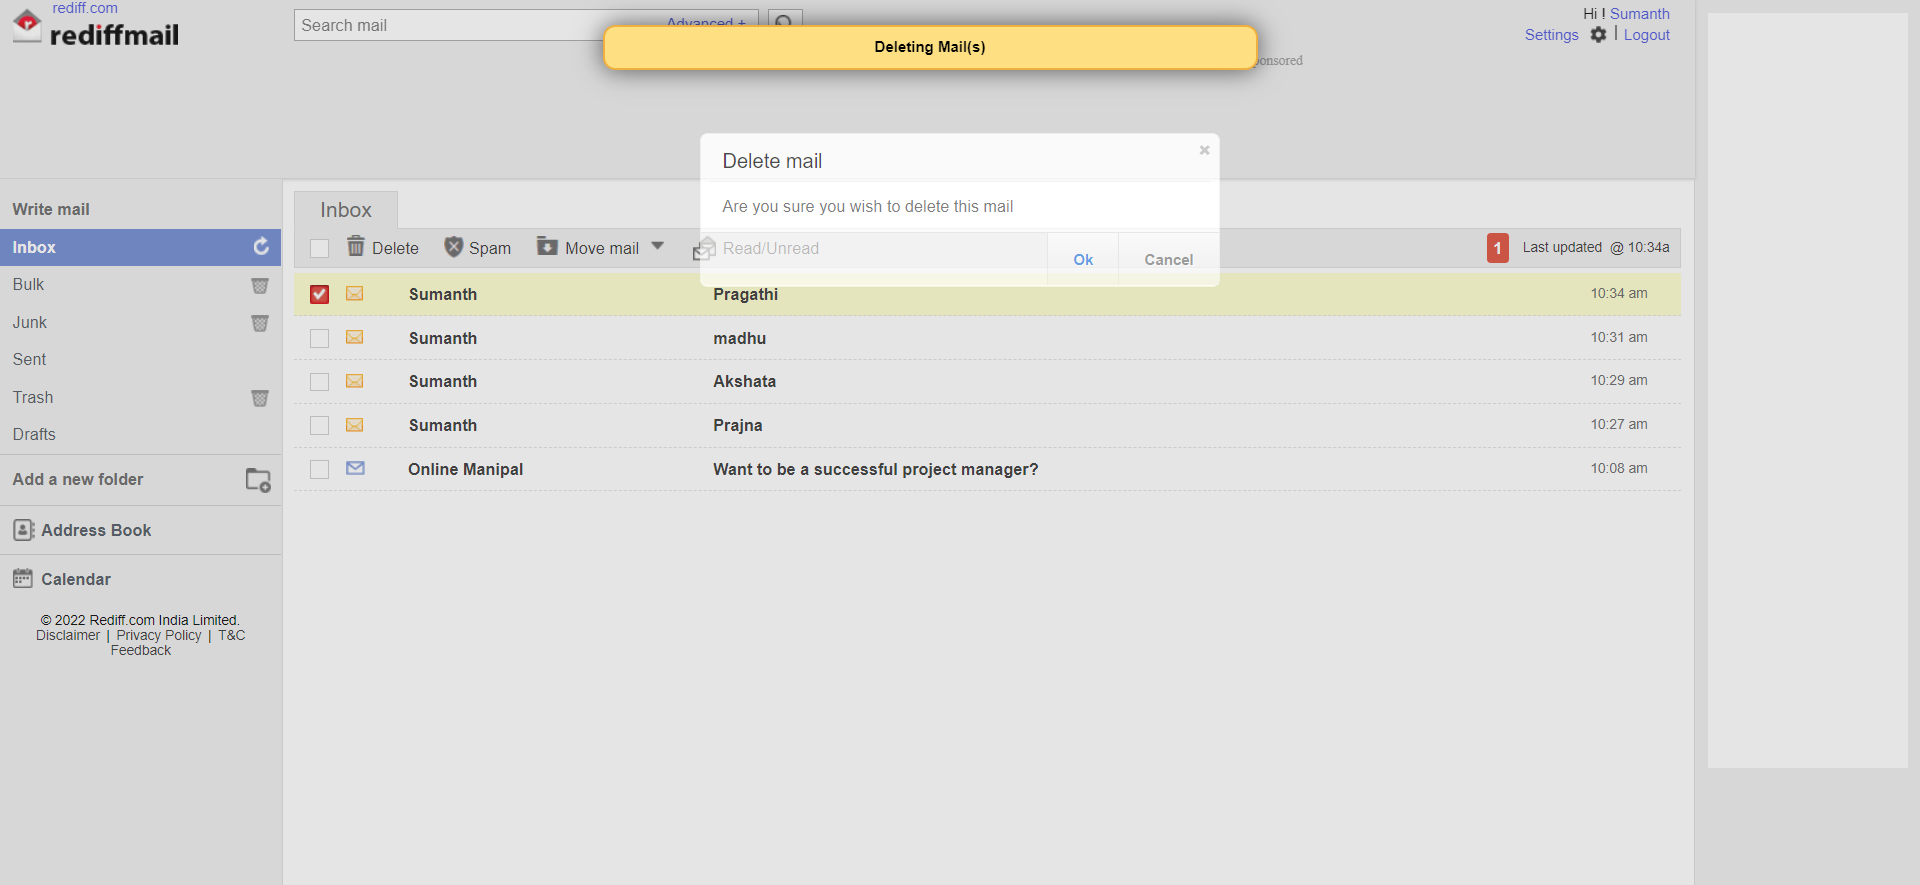 rediff.com
rediffmail
Search mail
Advanced +
Deleting Mail(s)
Hi ! Sumanth
Settings | Logout
Delete mail
Are you sure you wish to delete this mail
Ok
Cancel
Write mail
Inbox
Bulk
Junk
Sent
Trash
Drafts
Add a new folder
Address Book
Calendar
© 2022 Rediff.com India Limited.
Disclaimer | Privacy Policy | T&C
Feedback
Inbox
Delete Spam Move mail Read/Unread 1 Last updated @ 10:34a
Sumanth Pragathi 10:34 am
Sumanth madhu 10:31 am
Sumanth Akshata 10:29 am
Sumanth Prajna 10:27 am
Online Manipal Want to be a successful project manager? 10:08 am